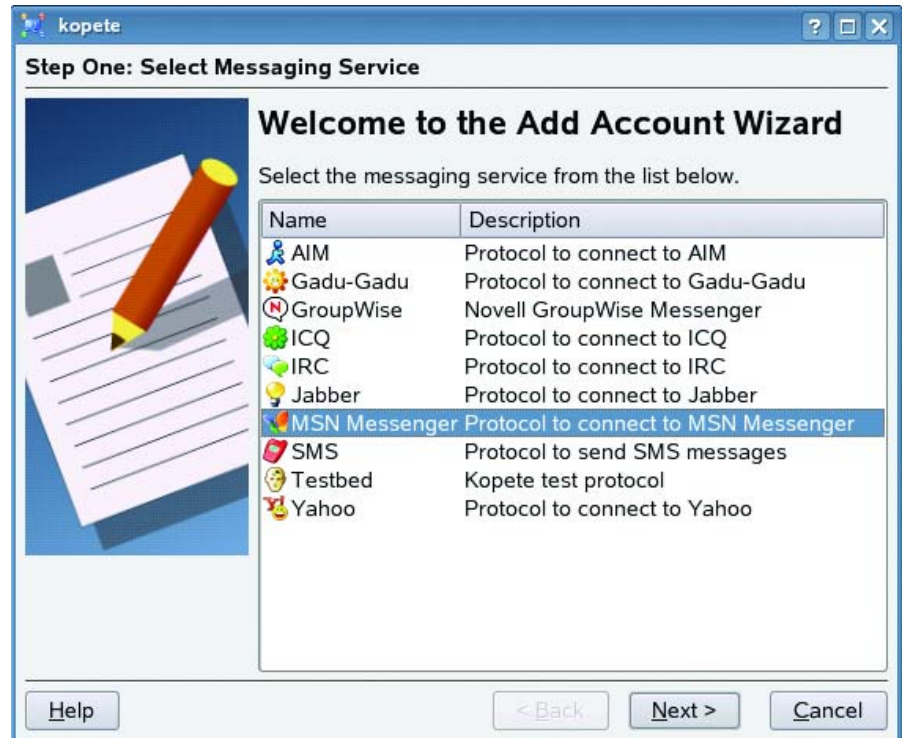 kopete
Step One: Select Messaging Service
Welcome to the Add Account Wizard
Select the messaging service from the list below.
Name Description
AIM Protocol to connect to AIM
Gadu-Gadu Protocol to connect to Gadu-Gadu
GroupWise Novell GroupWise Messenger
ICQ Protocol to connect to ICQ
IRC Protocol to connect to IRC
Jabber Protocol to connect to Jabber
MSN Messenger Protocol to connect to MSN Messenger
SMS Protocol to send SMS messages
Testbed Kopete test protocol
Yahoo Protocol to connect to Yahoo
Help < Back Next > Cancel